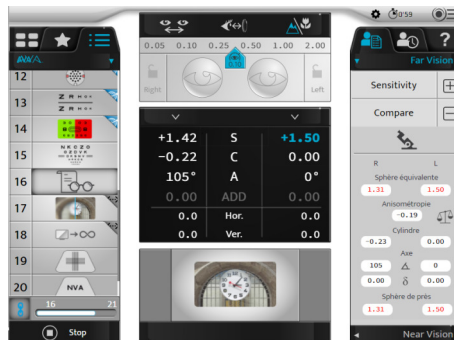 0:59
?
AVA
Far Vision
0.05 0.10 0.25 0.50 1.00 2.00
Right
Left
12
13
14
15
16
17
18
19
20 NVA
16 21
Stop
+1.42 S +1.50
-0.22 C 0.00
105° A 0°
0.00 ADD 0.00
0.0 Hor. 0.0
0.0 Ver. 0.0
Sensitivity +
Compare −
R L
Sphère équivalente
1.31 1.50
Anisométropie
-0.19
Cylindre
-0.23 0.00
Axe
105 0
0.00 δ 0.00
Sphère de près
1.31 1.50
Near Vision